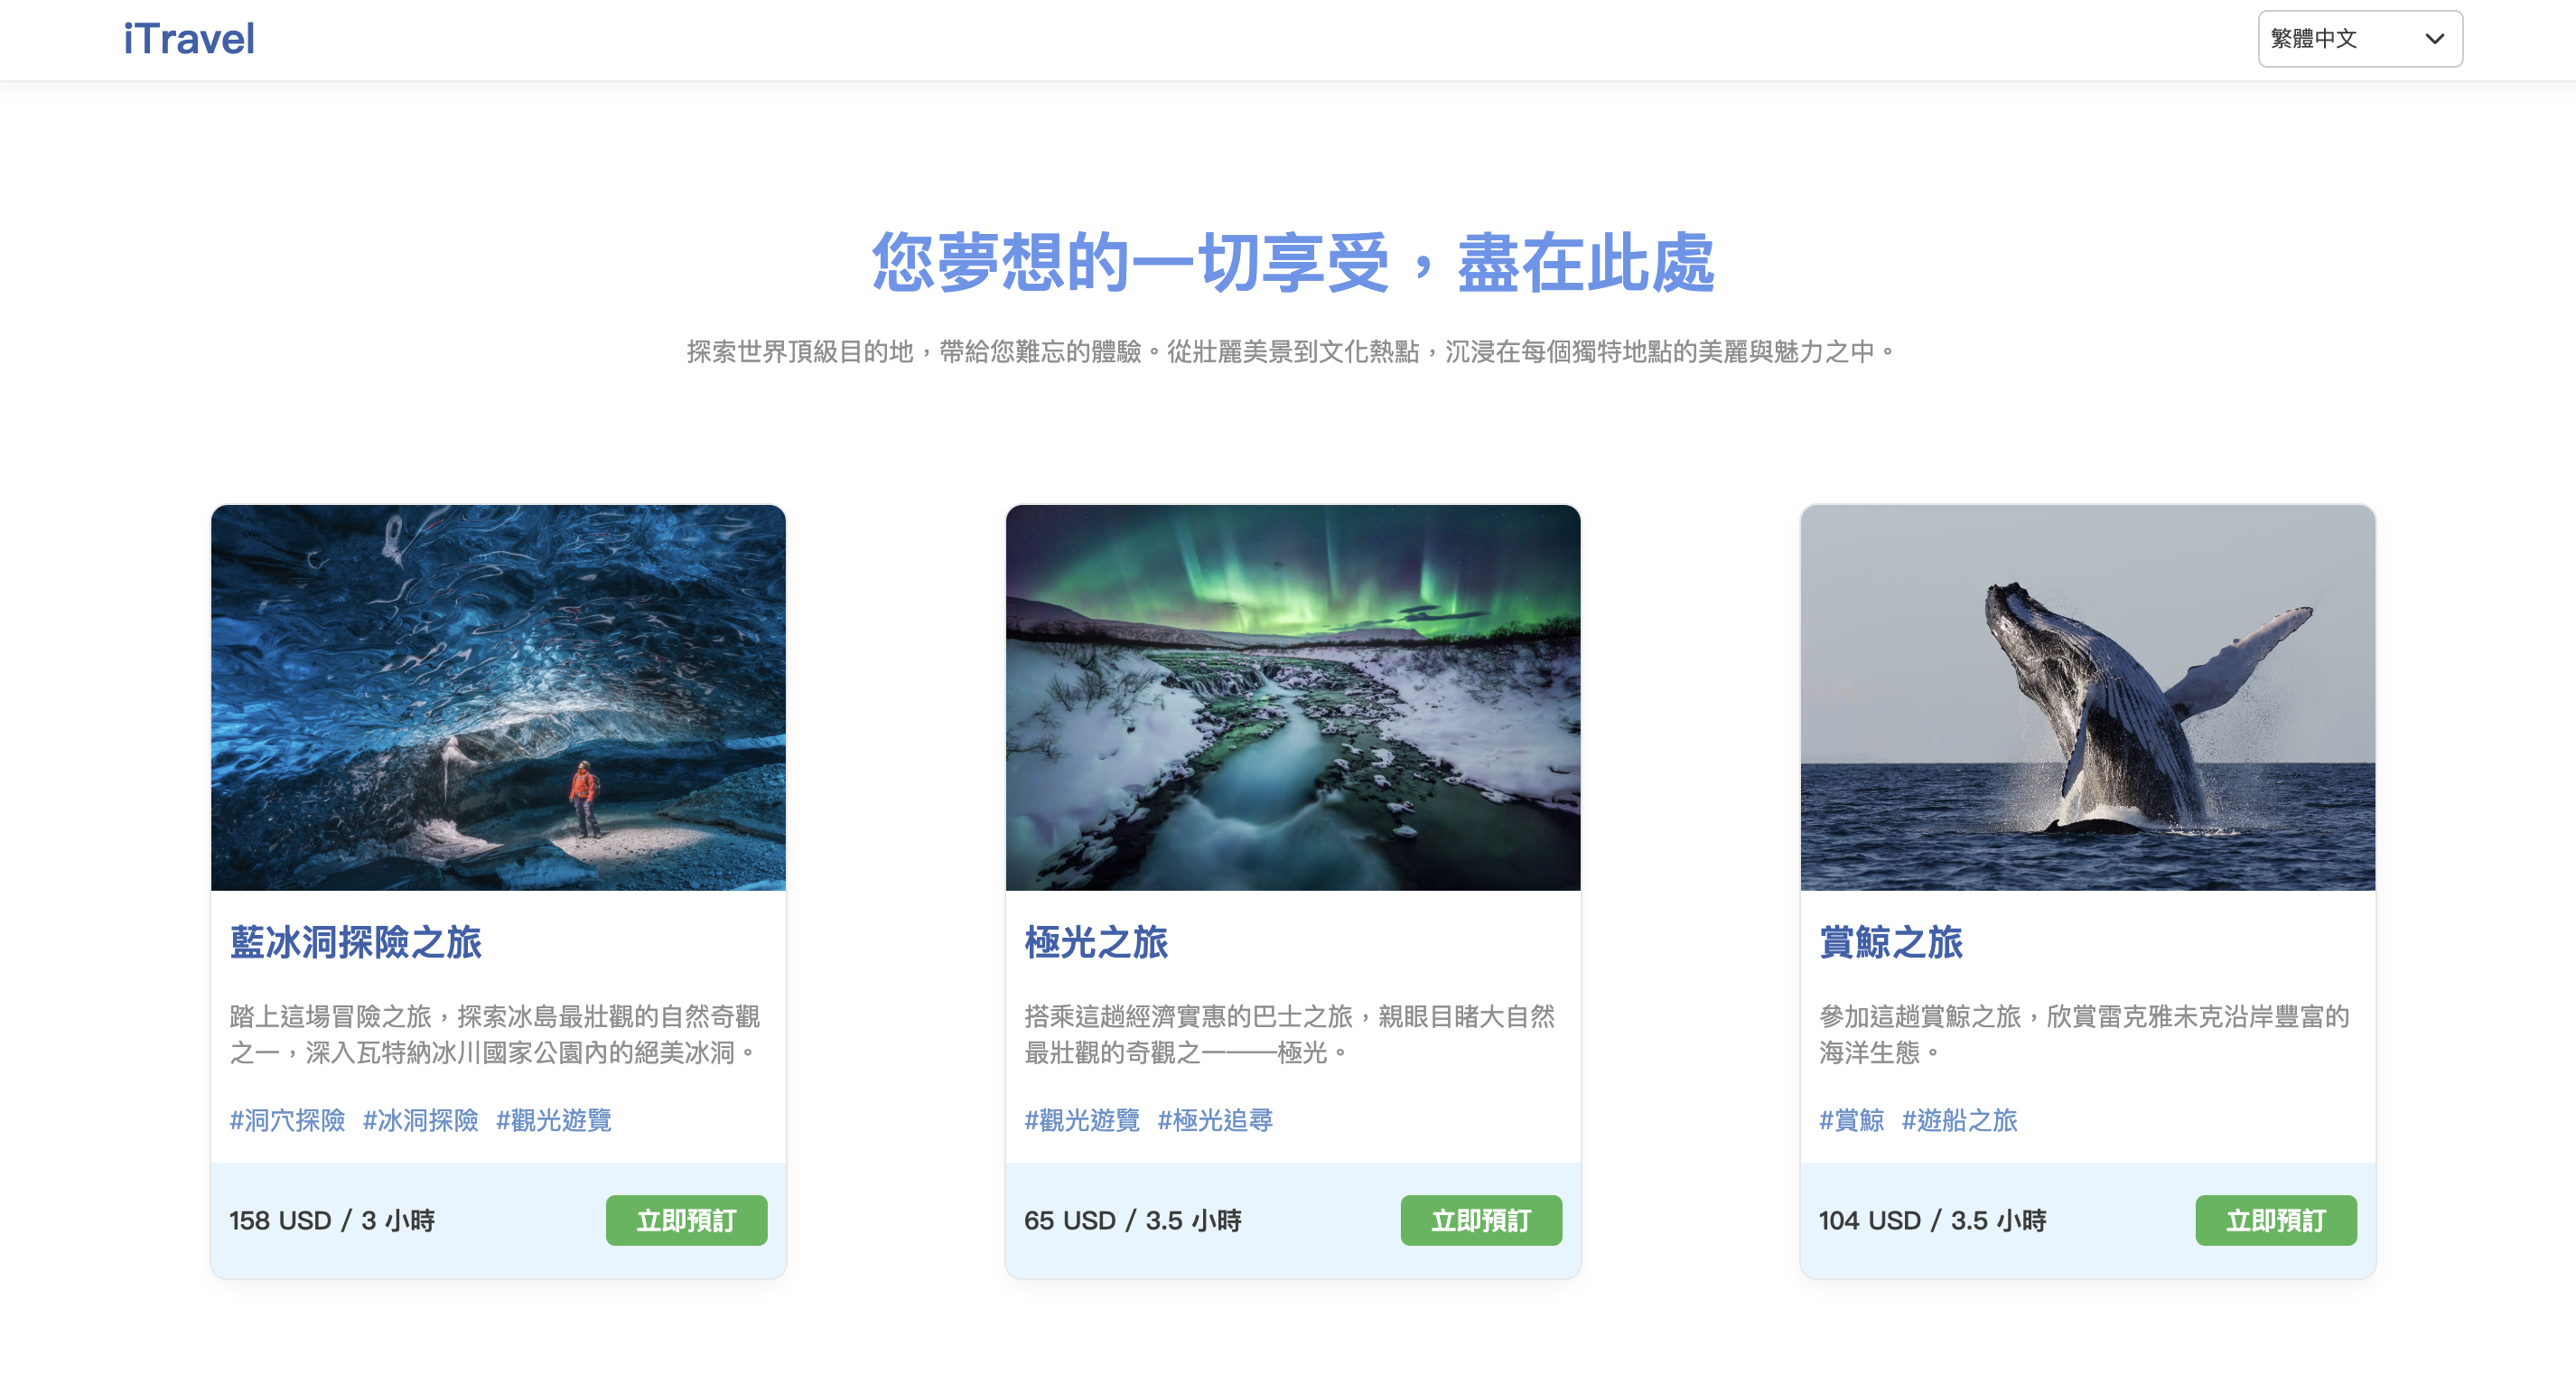 iTravel
繁體中文
您夢想的一切享受，盡在此處
探索世界頂級目的地，帶給您難忘的體驗。從壯麗美景到文化熱點，沉浸在每個獨特地點的美麗與魅力之中。
藍冰洞探險之旅
踏上這場冒險之旅，探索冰島最壯觀的自然奇觀
之一，深入瓦特納冰川國家公園內的絕美冰洞。
#洞穴探險 #冰洞探險 #觀光遊覽
158 USD / 3 小時
立即預訂
極光之旅
搭乘這趟經濟實惠的巴士之旅，親眼目睹大自然
最壯觀的奇觀之一——極光。
#觀光遊覽 #極光追尋
65 USD / 3.5 小時
立即預訂
賞鯨之旅
參加這趟賞鯨之旅，欣賞雷克雅未克沿岸豐富的
海洋生態。
#賞鯨 #遊船之旅
104 USD / 3.5 小時
立即預訂